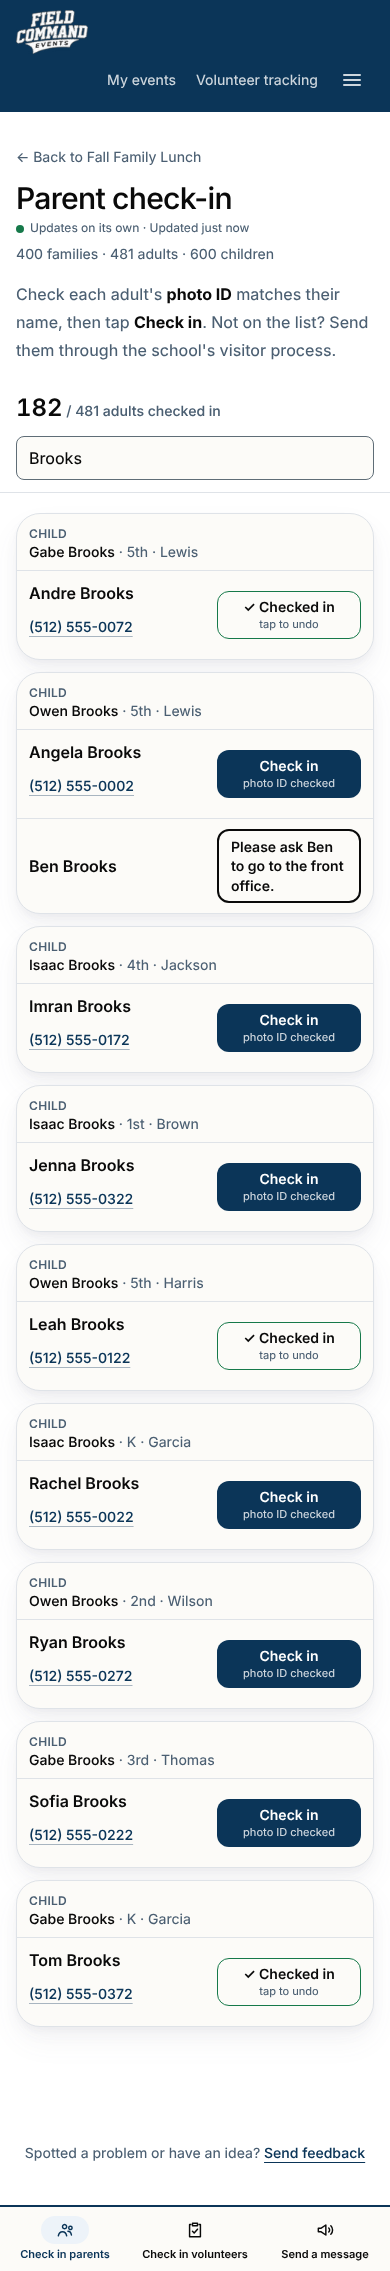 FIELD
COMMAND
EVENTS
My events
Volunteer tracking
← Back to Fall Family Lunch
Parent check-in
Updates on its own · Updated just now
400 families · 481 adults · 600 children
Check each adult's photo ID matches their
name, then tap Check in. Not on the list? Send
them through the school's visitor process.
182 / 481 adults checked in
Brooks
CHILD
Gabe Brooks · 5th · Lewis
Andre Brooks
(512) 555-0072
✓ Checked in
tap to undo
CHILD
Owen Brooks · 5th · Lewis
Angela Brooks
(512) 555-0002
Check in
photo ID checked
Ben Brooks
Please ask Ben
to go to the front
office.
CHILD
Isaac Brooks · 4th · Jackson
Imran Brooks
(512) 555-0172
Check in
photo ID checked
CHILD
Isaac Brooks · 1st · Brown
Jenna Brooks
(512) 555-0322
Check in
photo ID checked
CHILD
Owen Brooks · 5th · Harris
Leah Brooks
(512) 555-0122
✓ Checked in
tap to undo
CHILD
Isaac Brooks · K · Garcia
Rachel Brooks
(512) 555-0022
Check in
photo ID checked
CHILD
Owen Brooks · 2nd · Wilson
Ryan Brooks
(512) 555-0272
Check in
photo ID checked
CHILD
Gabe Brooks · 3rd · Thomas
Sofia Brooks
(512) 555-0222
Check in
photo ID checked
CHILD
Gabe Brooks · K · Garcia
Tom Brooks
(512) 555-0372
✓ Checked in
tap to undo
Spotted a problem or have an idea? Send feedback
Check in parents
Check in volunteers
Send a message